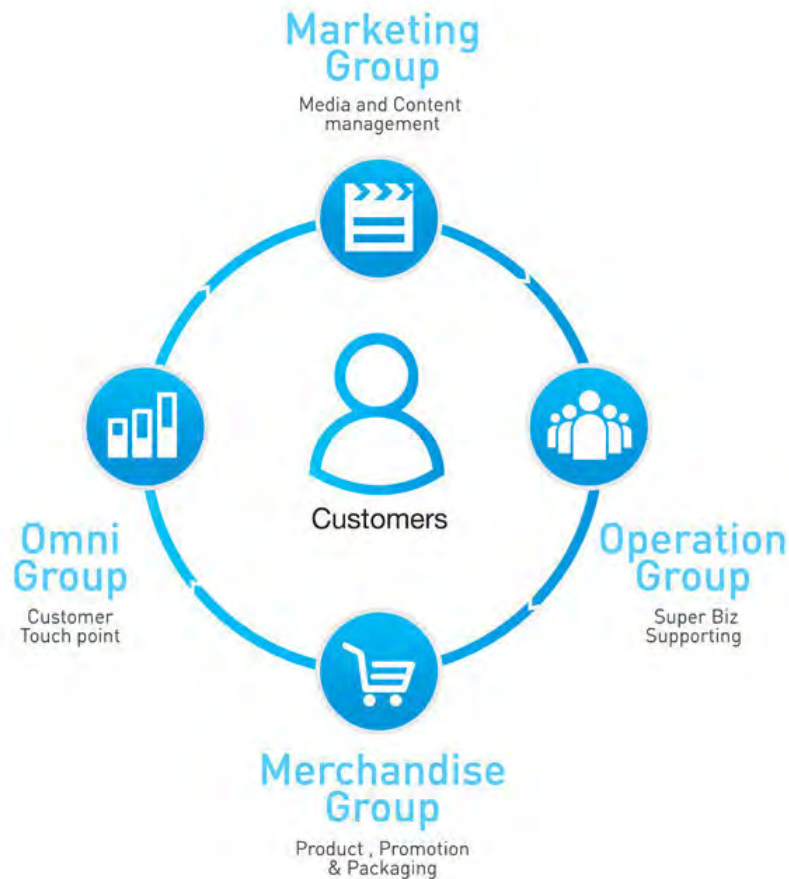 Marketing
Group
Media and Content
management
Customers
Omni
Group
Customer
Touch point
Operation
Group
Super Biz
Supporting
Merchandise
Group
Product , Promotion
& Packaging